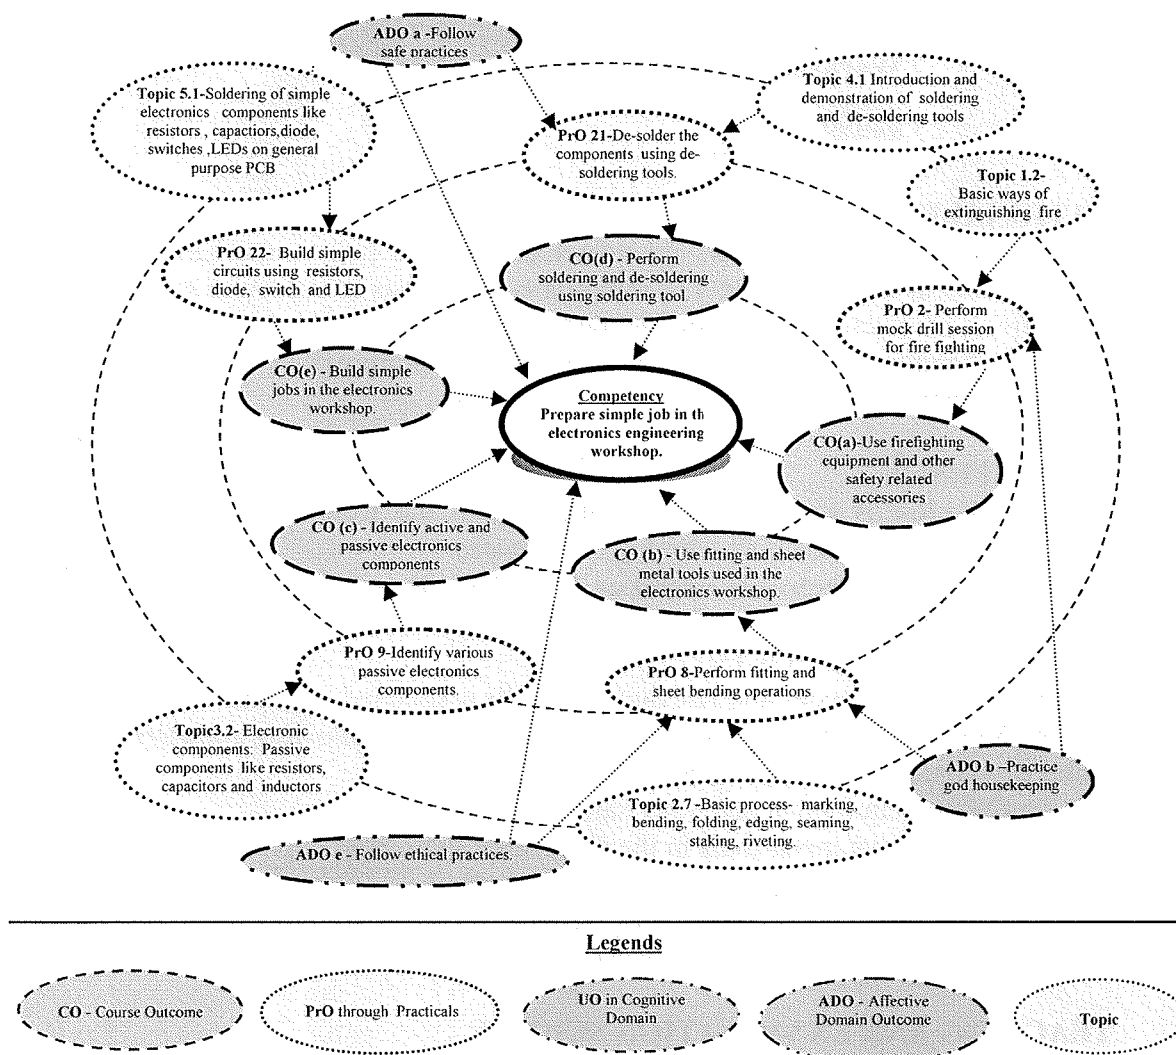 ADO a -Follow
safe practices
Topic 5.1-Soldering of simple
electronics components like
resistors , capactiors,diode,
switches ,LEDs on general
purpose PCB
Topic 4.1 Introduction and
demonstration of soldering
and de-soldering tools
PrO 21-De-solder the
components using de-
soldering tools.
Topic 1.2-
Basic ways of
extinguishing fire
PrO 22- Build simple
circuits using resistors,
diode, switch and LED
CO(d) - Perform
soldering and de-soldering
using soldering tool
PrO 2- Perform
mock drill session
for fire fighting
CO(e) - Build simple
jobs in the electronics
workshop.
Competency
Prepare simple job in th
electronics engineering
workshop.
CO(a)-Use firefighting
equipment and other
safety related
accessories
CO (c) - Identify active and
passive electronics
components
CO (b) - Use fitting and sheet
metal tools used in the
electronics workshop.
PrO 9-Identify various
passive electronics
components.
PrO 8-Perform fitting and
sheet bending operations
Topic3.2- Electronic
components: Passive
components like resistors,
capacitors and inductors
Topic 2.7 -Basic process- marking,
bending, folding, edging, seaming,
staking, riveting.
ADO b –Practice
god housekeeping
ADO e - Follow ethical practices.
Legends
CO - Course Outcome
PrO through Practicals
UO in Cognitive
Domain
ADO - Affective
Domain Outcome
Topic